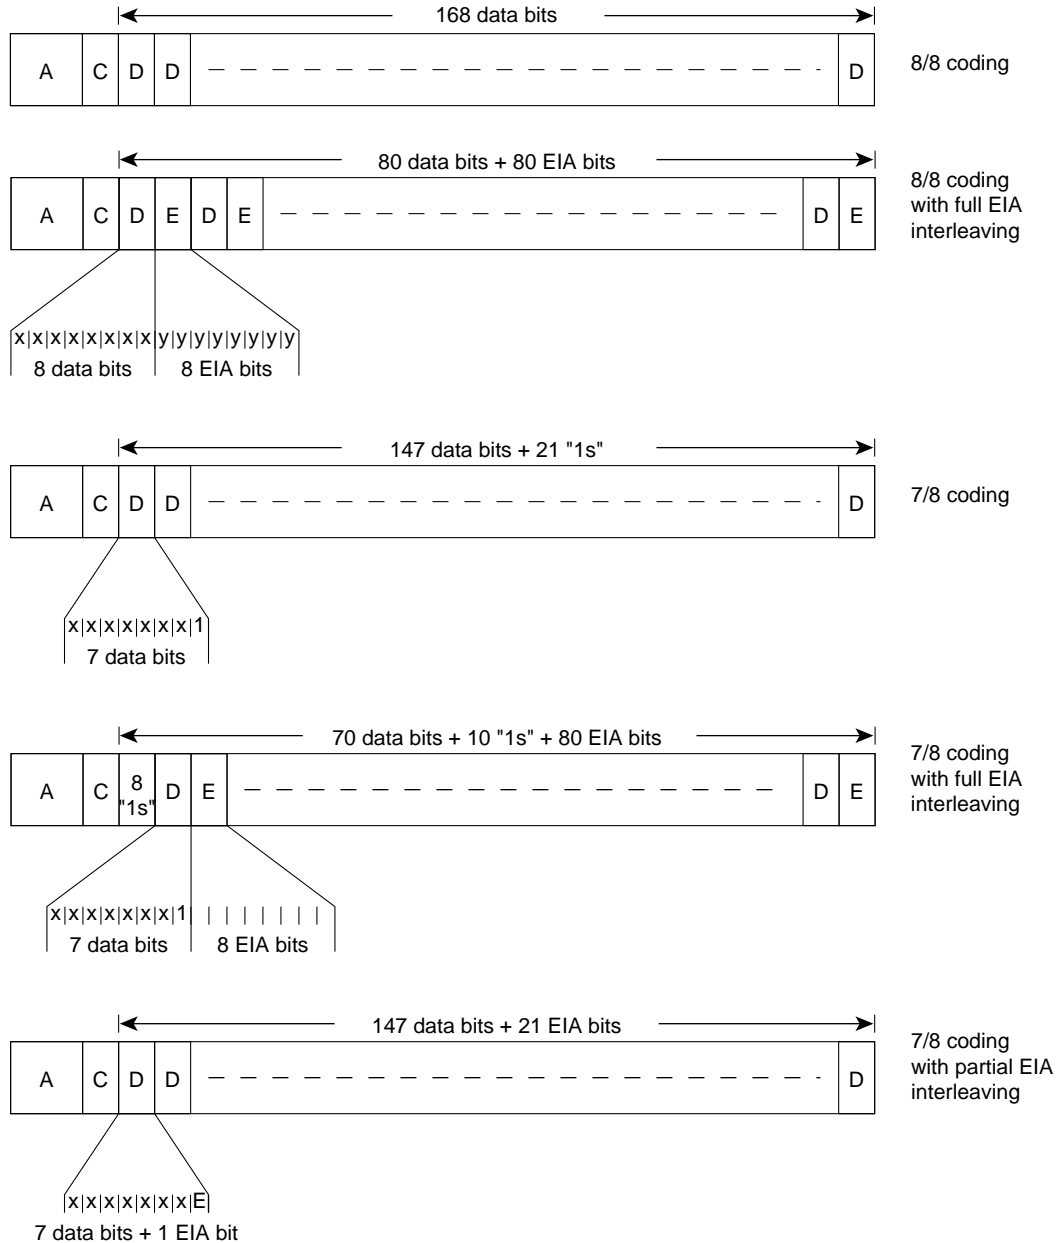 168 data bits
A C D D D
8/8 coding
80 data bits + 80 EIA bits
A C D E D E D E
8/8 coding
with full EIA
interleaving
x|x|x|x|x|x|x|x|y|y|y|y|y|y|y|y
8 data bits 8 EIA bits
147 data bits + 21 "1s"
A C D D D
7/8 coding
x|x|x|x|x|x|x|1
7 data bits
70 data bits + 10 "1s" + 80 EIA bits
A C 8 "1s" D E D E
7/8 coding
with full EIA
interleaving
x|x|x|x|x|x|x|1| | | | | | | |
7 data bits 8 EIA bits
147 data bits + 21 EIA bits
A C D D D
7/8 coding
with partial EIA
interleaving
x|x|x|x|x|x|x|E|
7 data bits + 1 EIA bit